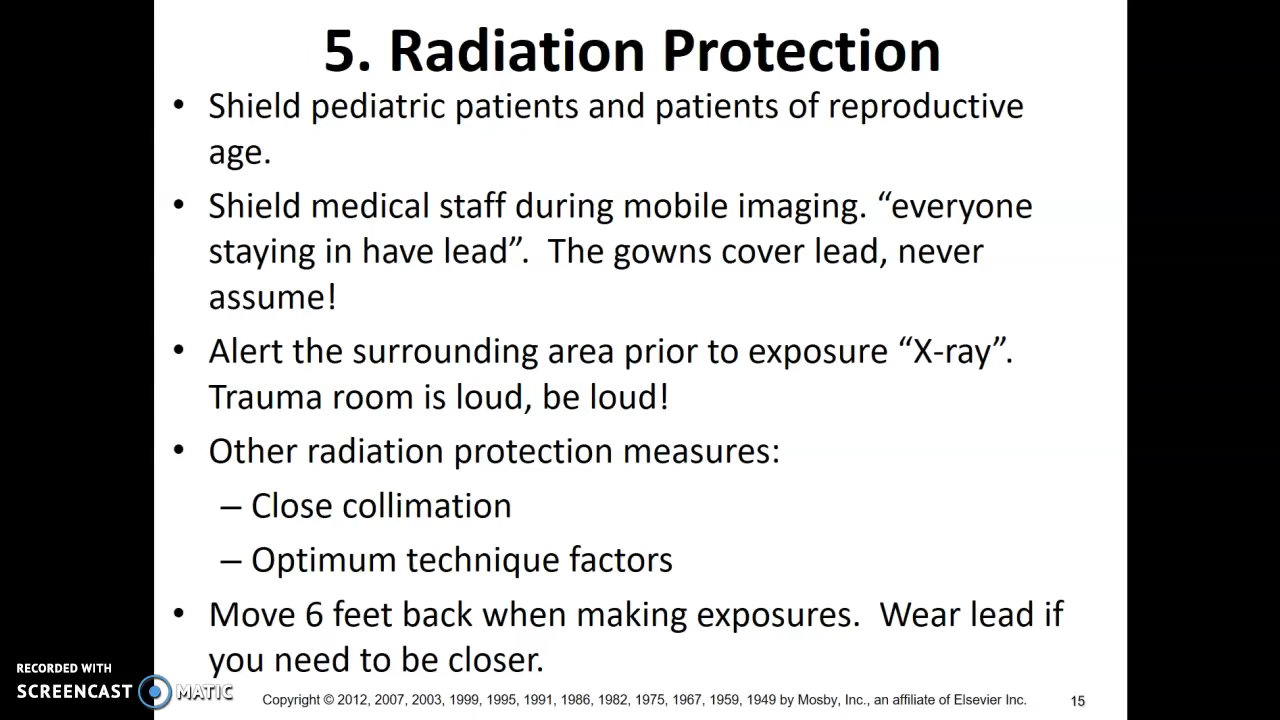 5. Radiation Protection
• Shield pediatric patients and patients of reproductive
age.
• Shield medical staff during mobile imaging. “everyone
staying in have lead”.  The gowns cover lead, never
assume!
• Alert the surrounding area prior to exposure “X-ray”.
Trauma room is loud, be loud!
• Other radiation protection measures:
– Close collimation
– Optimum technique factors
• Move 6 feet back when making exposures.  Wear lead if
you need to be closer.
RECORDED WITH
SCREENCAST MATIC
Copyright © 2012, 2007, 2003, 1999, 1995, 1991, 1986, 1982, 1975, 1967, 1959, 1949 by Mosby, Inc., an affiliate of Elsevier Inc.
15